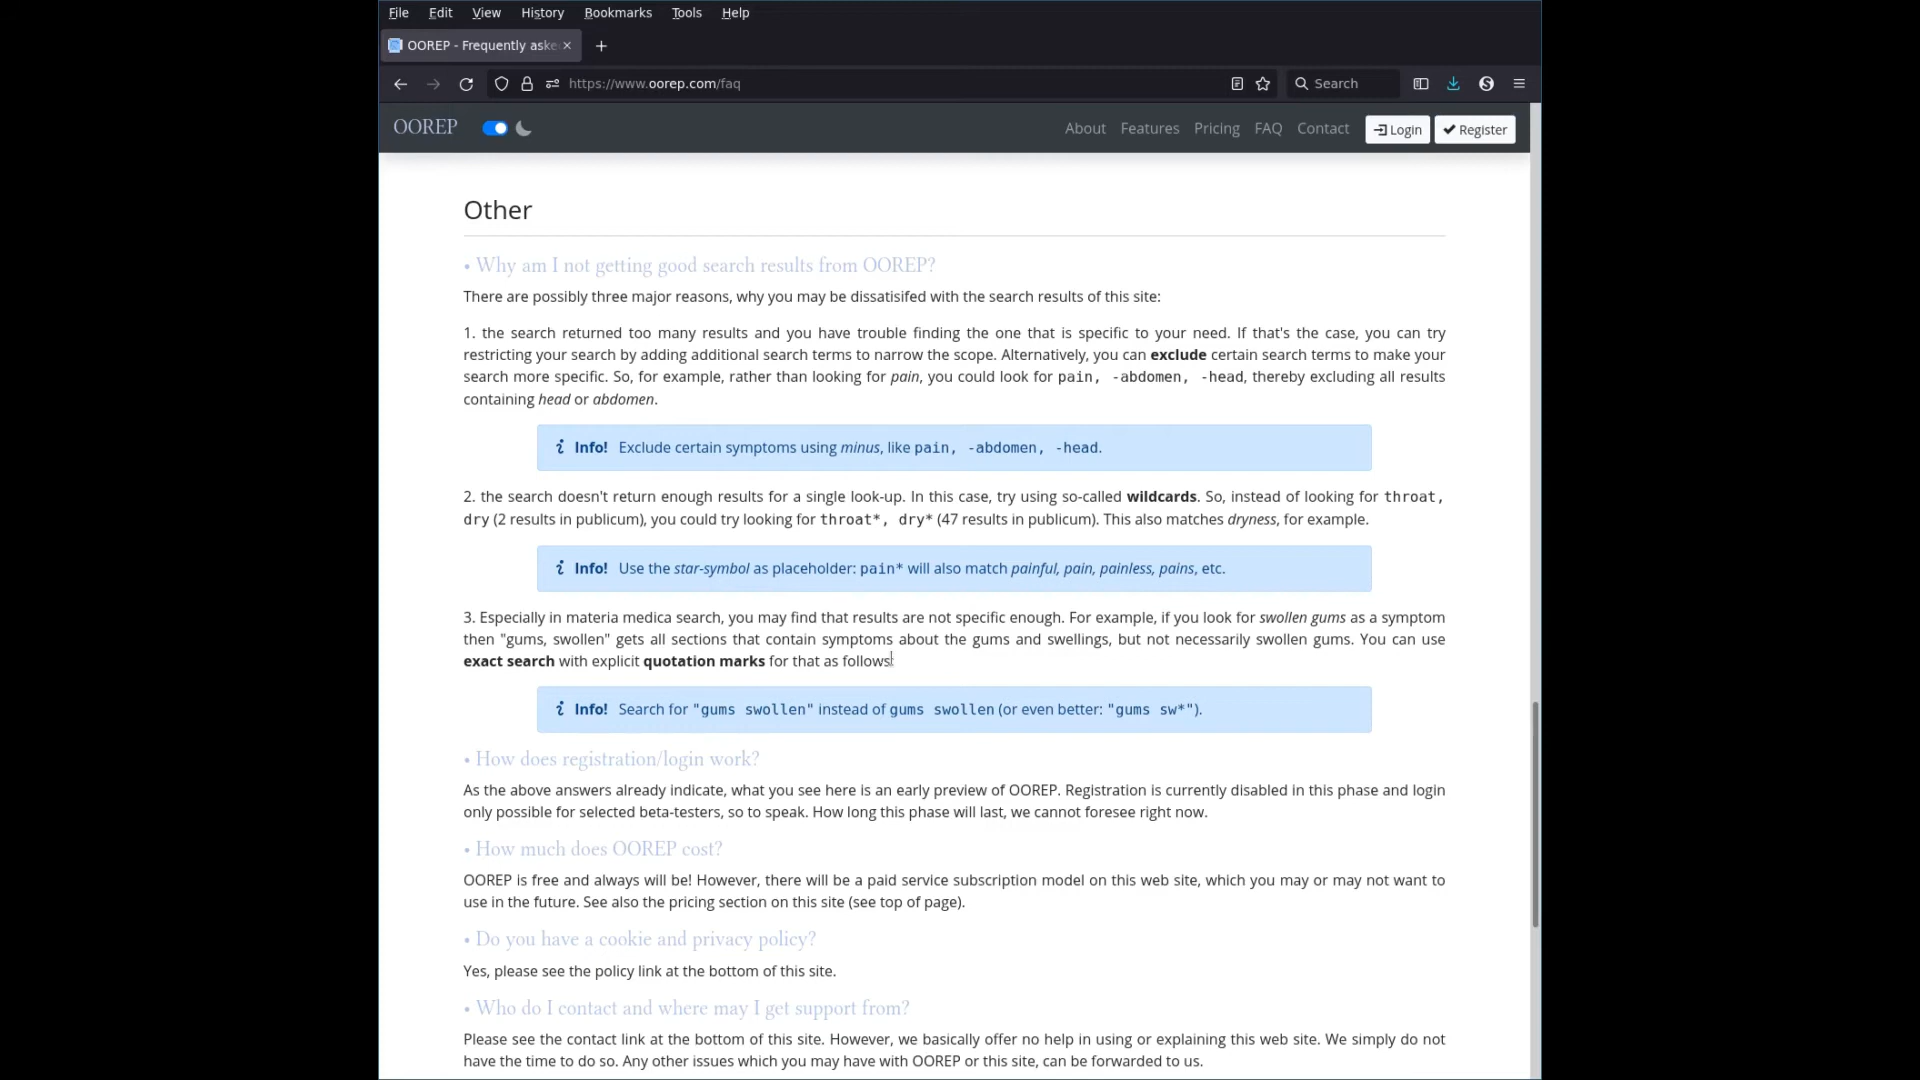 File Edit View History Bookmarks Tools Help
OOREP - Frequently aske
https://www.oorep.com/faq Search
OOREP About Features Pricing FAQ Contact Login Register
Other
• Why am I not getting good search results from OOREP?
There are possibly three major reasons, why you may be dissatisifed with the search results of this site:
1. the search returned too many results and you have trouble finding the one that is specific to your need. If that's the case, you can try
restricting your search by adding additional search terms to narrow the scope. Alternatively, you can exclude certain search terms to make your
search more specific. So, for example, rather than looking for pain, you could look for pain, -abdomen, -head, thereby excluding all results
containing head or abdomen.
Info! Exclude certain symptoms using minus, like pain, -abdomen, -head.
2. the search doesn't return enough results for a single look-up. In this case, try using so-called wildcards. So, instead of looking for throat,
dry (2 results in publicum), you could try looking for throat*, dry* (47 results in publicum). This also matches dryness, for example.
Info! Use the star-symbol as placeholder: pain* will also match painful, pain, painless, pains, etc.
3. Especially in materia medica search, you may find that results are not specific enough. For example, if you look for swollen gums as a symptom
then "gums, swollen" gets all sections that contain symptoms about the gums and swellings, but not necessarily swollen gums. You can use
exact search with explicit quotation marks for that as follows:
Info! Search for "gums swollen" instead of gums swollen (or even better: "gums sw*").
• How does registration/login work?
As the above answers already indicate, what you see here is an early preview of OOREP. Registration is currently disabled in this phase and login
only possible for selected beta-testers, so to speak. How long this phase will last, we cannot foresee right now.
• How much does OOREP cost?
OOREP is free and always will be! However, there will be a paid service subscription model on this web site, which you may or may not want to
use in the future. See also the pricing section on this site (see top of page).
• Do you have a cookie and privacy policy?
Yes, please see the policy link at the bottom of this site.
• Who do I contact and where may I get support from?
Please see the contact link at the bottom of this site. However, we basically offer no help in using or explaining this web site. We simply do not
have the time to do so. Any other issues which you may have with OOREP or this site, can be forwarded to us.